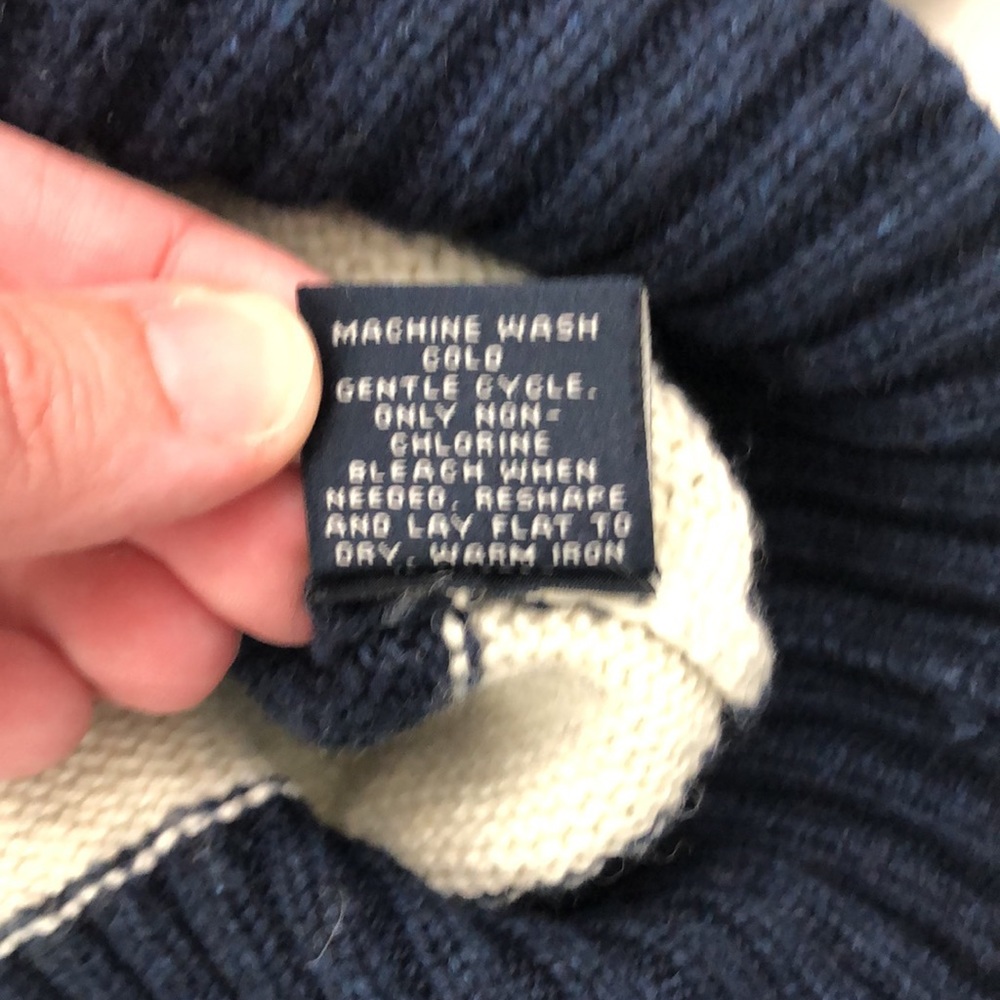 MACHINE WASH
COLD
GENTLE CYCLE.
ONLY NON-
CHLORINE
BLEACH WHEN
NEEDED. RESHAPE
AND LAY FLAT TO
DRY. WARM IRON